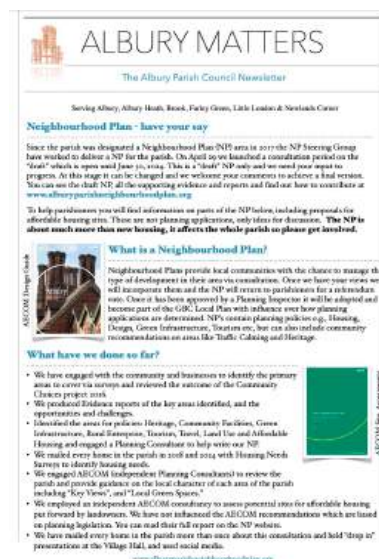 ALBURY MATTERS
The Albury Parish Council Newsletter
Serving Albury, Albury Heath, Brook, Farley Green, Little London & Newlands Corner
Neighbourhood Plan - have your say
Since the parish was designated a Neighbourhood Plan (NP) area in 2017 the NP Steering Group
have worked to deliver a NP for the parish. On April 29 we launched a consultation period on the
"draft" which is open until June 10, 2024. This is a "draft" NP only and we need your input to
progress. At this stage it can be changed and we welcome your comments to achieve a final version.
You can see the draft NP, all the supporting evidence and reports and find out how to contribute at
www.alburyparishneighbourhoodplan.org
To help parishioners you will find information on parts of the NP below, including proposals for
affordable housing sites. These are not planning applications, only ideas for discussion. The NP is
about much more than new housing, it affects the whole parish so please get involved.
AECOM Design Guide
What is a Neighbourhood Plan?
Neighbourhood Plans provide local communities with the chance to manage the
type of development in their area via consultation. Once we have your views we
will incorporate them and the NP will return to parishioners for a referendum
vote. Once it has been approved by a Planning Inspector it will be adopted and
become part of the GBC Local Plan with influence over how planning
applications are determined. NP's contain planning policies e.g., Housing,
Design, Green Infrastructure, Tourism etc, but can also include community
recommendations on areas like Traffic Calming and Heritage.
What have we done so far?
• We have engaged with the community and businesses to identify the primary
areas to cover via surveys and reviewed the outcome of the Community
Choices project 2016.
• We produced Evidence reports of the key areas identified, and the
opportunities and challenges.
• Identified the areas for policies: Heritage, Community Facilities, Green
Infrastructure, Rural Enterprise, Tourism, Travel, Land Use and Affordable
Housing and engaged a Planning Consultant to help write our NP.
• We mailed every home in the parish in 2018 and 2024 with Housing Needs
Surveys to identify housing needs.
• We engaged AECOM (independent Planning Consultants) to review the
parish and provide guidance on the local character of each area of the parish
including "Key Views", and "Local Green Spaces."
• We employed an independent AECOM consultancy to assess potential sites for affordable housing
put forward by landowners. We have not influenced the AECOM recommendations which are based
on planning legislation. You can read their full report on the NP website.
• We have mailed every home in the parish more than once about this consultation and held "drop in"
presentations at the Village Hall, and used social media.